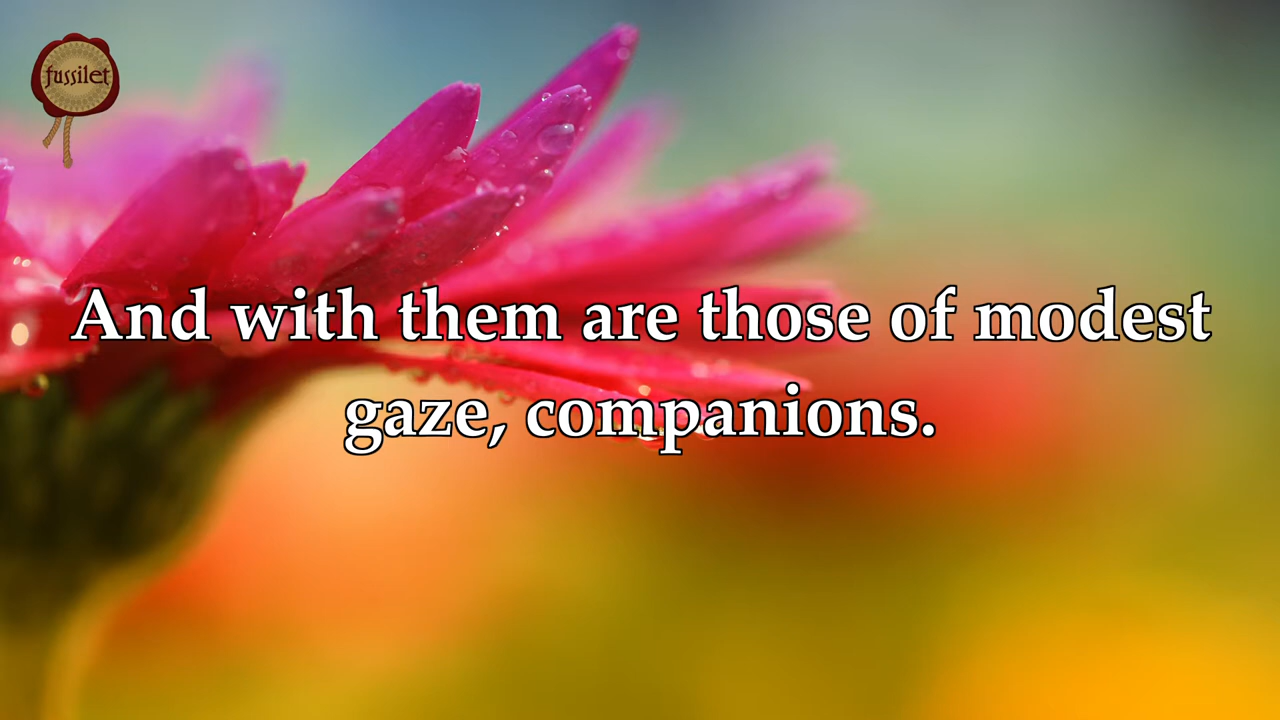 fussilet
And with them are those of modest
gaze, companions.